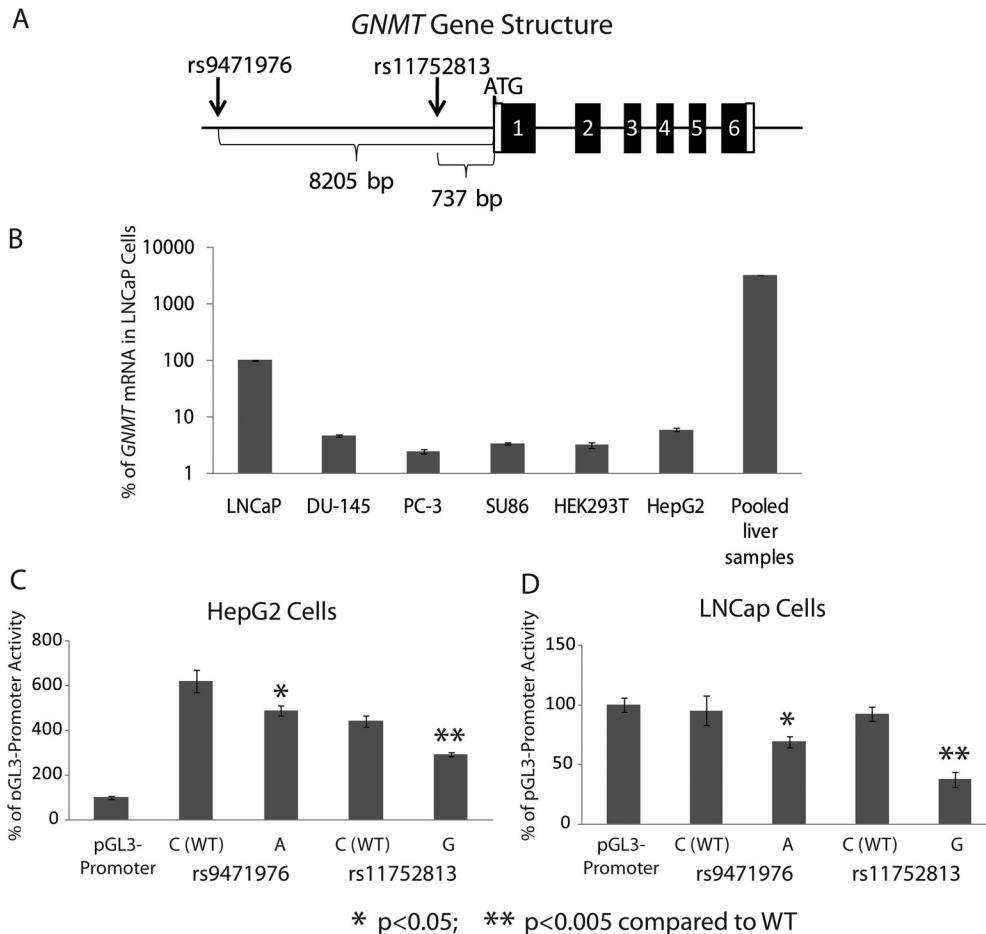 A
GNMT Gene Structure
rs9471976
rs11752813
ATG
1 2 3 4 5 6
8205 bp
737 bp
B
% of GNMT mRNA in LNCaP Cells
10000
1000
100
10
1
LNCaP DU-145 PC-3 SU86 HEK293T HepG2 Pooled
liver
samples
C
HepG2 Cells
% of pGL3-Promoter Activity
800
600
400
200
0
*
**
pGL3-
Promoter
C (WT) A C (WT) G
rs9471976 rs11752813
D
LNCap Cells
% of pGL3-Promoter Activity
150
100
50
0
*
**
pGL3-
Promoter
C (WT) A C (WT) G
rs9471976 rs11752813
* p<0.05; ** p<0.005 compared to WT